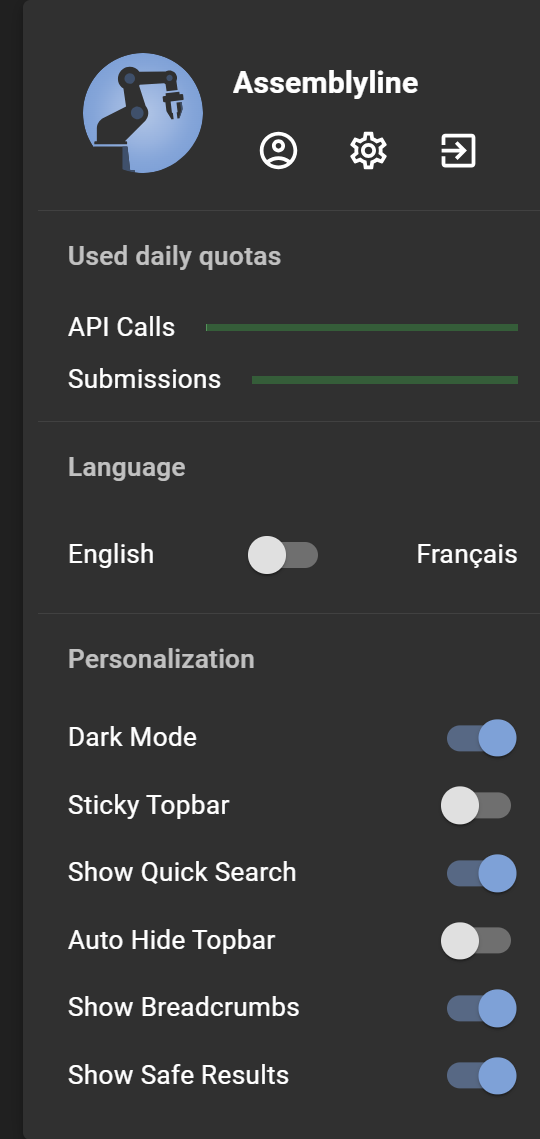 Assemblyline
Used daily quotas
API Calls
Submissions
Language
English Français
Personalization
Dark Mode
Sticky Topbar
Show Quick Search
Auto Hide Topbar
Show Breadcrumbs
Show Safe Results